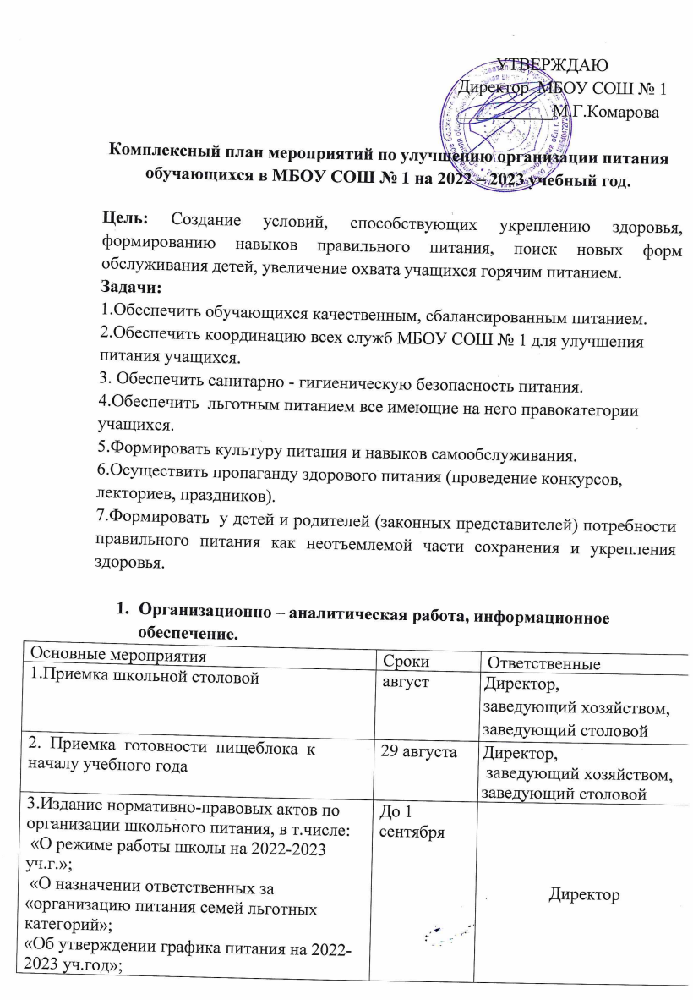 УТВЕРЖДАЮ
Директор МБОУ СОШ № 1
М.Г.Комарова
Комплексный план мероприятий по улучшению организации питания
обучающихся в МБОУ СОШ № 1 на 2022 – 2023 учебный год.
Цель: Создание условий, способствующих укреплению здоровья,
формированию навыков правильного питания, поиск новых форм
обслуживания детей, увеличение охвата учащихся горячим питанием.
Задачи:
1.Обеспечить обучающихся качественным, сбалансированным питанием.
2.Обеспечить координацию всех служб МБОУ СОШ № 1 для улучшения
питания учащихся.
3. Обеспечить санитарно - гигиеническую безопасность питания.
4.Обеспечить льготным питанием все имеющие на него правокатегории
учащихся.
5.Формировать культуру питания и навыков самообслуживания.
6.Осуществить пропаганду здорового питания (проведение конкурсов,
лекториев, праздников).
7.Формировать у детей и родителей (законных представителей) потребности
правильного питания как неотъемлемой части сохранения и укрепления
здоровья.
1. Организационно – аналитическая работа, информационное
обеспечение.
Основные мероприятия Сроки Ответственные
1.Приемка школьной столовой август Директор,
заведующий хозяйством,
заведующий столовой
2. Приемка готовности пищеблока к 29 августа Директор,
началу учебного года заведующий хозяйством,
заведующий столовой
3.Издание нормативно-правовых актов по До 1
организации школьного питания, в т.числе: сентября
«О режиме работы школы на 2022-2023
уч.г.»;
«О назначении ответственных за Директор
«организацию питания семей льготных
категорий»;
«Об утверждении графика питания на 2022-
2023 уч.год»;